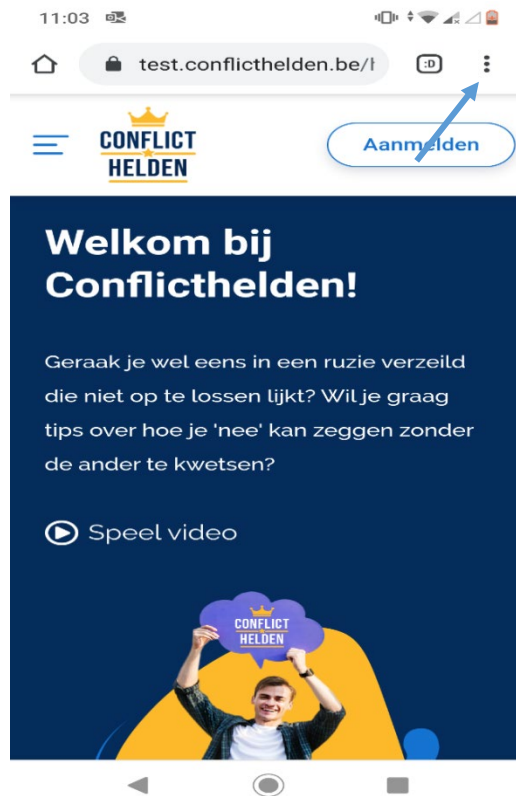 11:03
test.conflicthelden.be/h
:D
CONFLICT
HELDEN
Aanmelden
Welkom bij
Conflicthelden!
Geraak je wel eens in een ruzie verzeild
die niet op te lossen lijkt? Wil je graag
tips over hoe je 'nee' kan zeggen zonder
de ander te kwetsen?
Speel video
CONFLICT
HELDEN